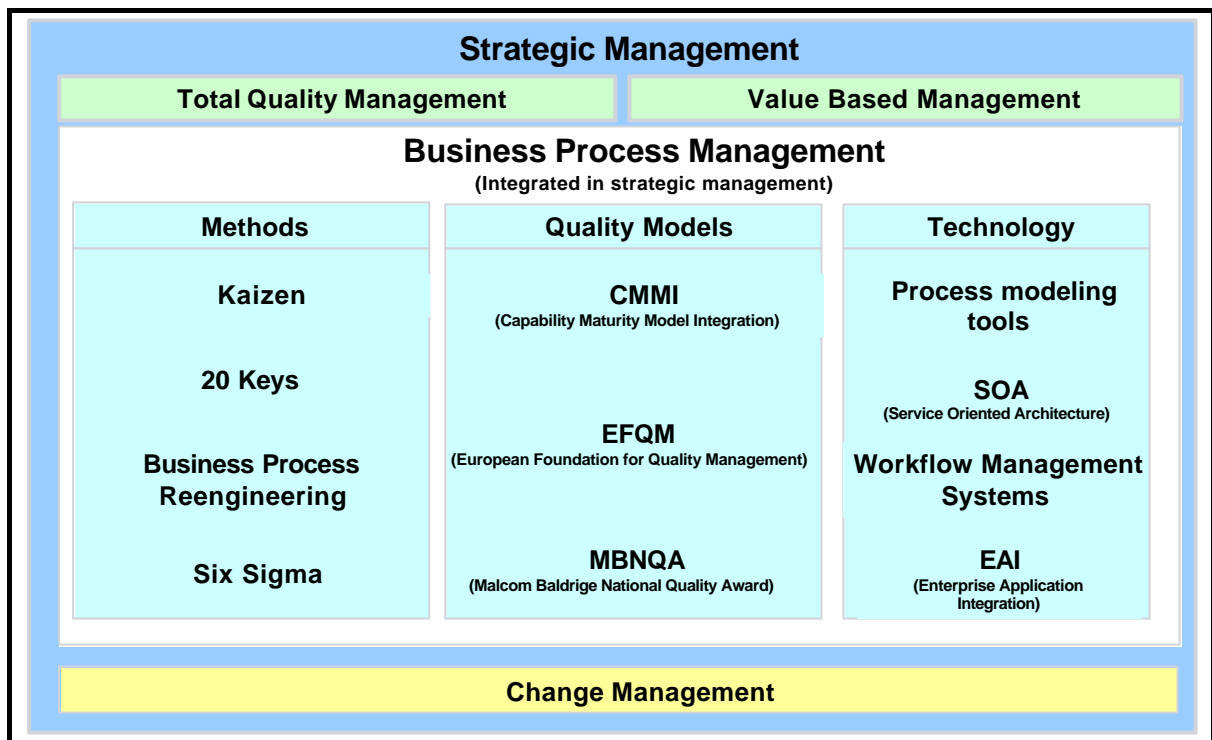 Strategic Management
Total Quality Management
Value Based Management
Business Process Management
(Integrated in strategic management)
Methods
Kaizen
20 Keys
Business Process
Reengineering
Six Sigma
Quality Models
CMMI
(Capability Maturity Model Integration)
EFQM
(European Foundation for Quality Management)
MBNQA
(Malcom Baldrige National Quality Award)
Technology
Process modeling
tools
SOA
(Service Oriented Architecture)
Workflow Management
Systems
EAI
(Enterprise Application
Integration)
Change Management